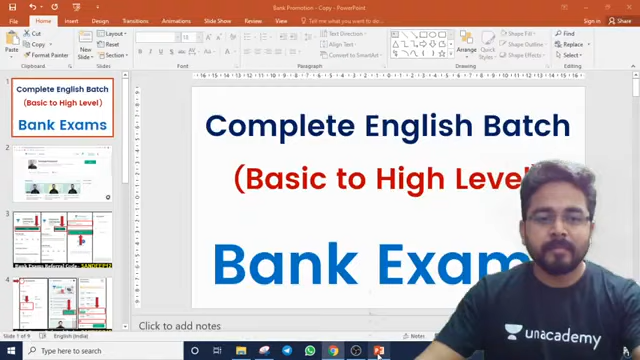 Bank Promotion - Copy - PowerPoint
File
Home
Insert
Design
Transitions
Animations
Slide Show
Review
View
Tell me what you want to do...
Sign in
Share
Paste
Cut
Copy
Format Painter
Clipboard
New
Slide
Layout
Reset
Section
Slides
Font
Paragraph
Text Direction
Align Text
Convert to SmartArt
Arrange
Quick
Styles
Shape Fill
Shape Outline
Shape Effects
Drawing
Find
Replace
Select
Editing
1
Complete English Batch
(Basic to High Level)
Bank Exams
2
3
4
Complete English Batch
(Basic to High Level
Bank Exam
unacademy
Click to add notes
Slide 1 of 9
English (India)
Notes
Type here to search